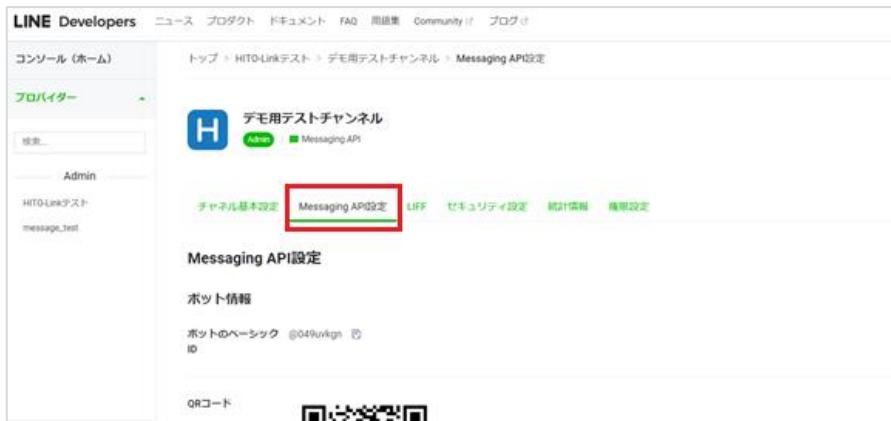 LINE Developers ニュース プロダクト ドキュメント FAQ 用語集 Community ブログ
コンソール（ホーム）
トップ > HITO-Linkテスト > デモ用テストチャンネル > Messaging API設定
プロバイダー
デモ用テストチャンネル
H
Admin Messaging API
検索...
Admin
HITO-Linkテスト
message_test
チャネル基本設定 Messaging API設定 LIFF セキュリティ設定 統計情報 権限設定
Messaging API設定
ボット情報
ボットのベーシック @049uvkgn
ID
QRコード